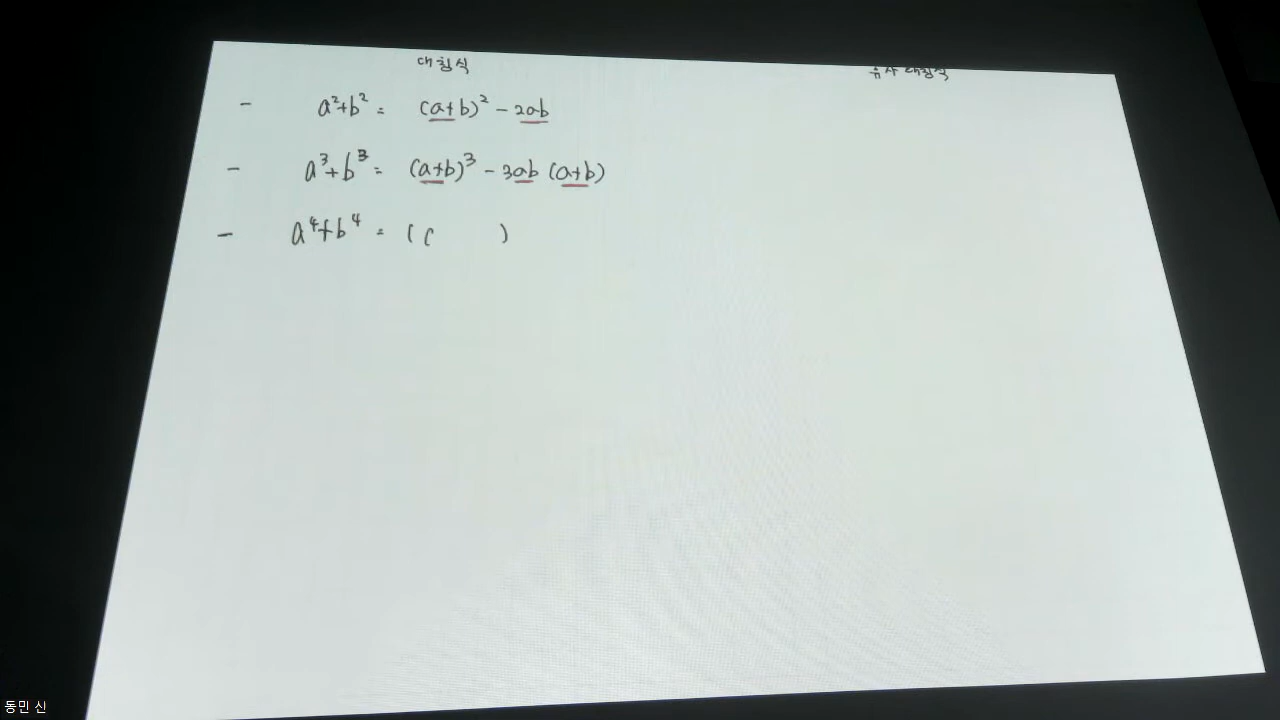 대칭식
유사 대칭식
- a²+b² = (a+b)² - 2ab
- a³+b³ = (a+b)³ - 3ab (a+b)
- a⁴+b⁴ = ( (      )
동민 신